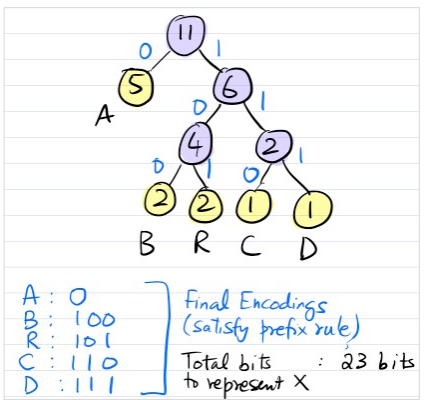 11
0 1
5 6
A 0 1
4 2
0 1 0 1
2 2 1 1
B R C D
A : 0
B : 100
R : 101
C : 110
D : 111
Final Encodings
(satisfy prefix rule)
Total bits : 23 bits
to represent X